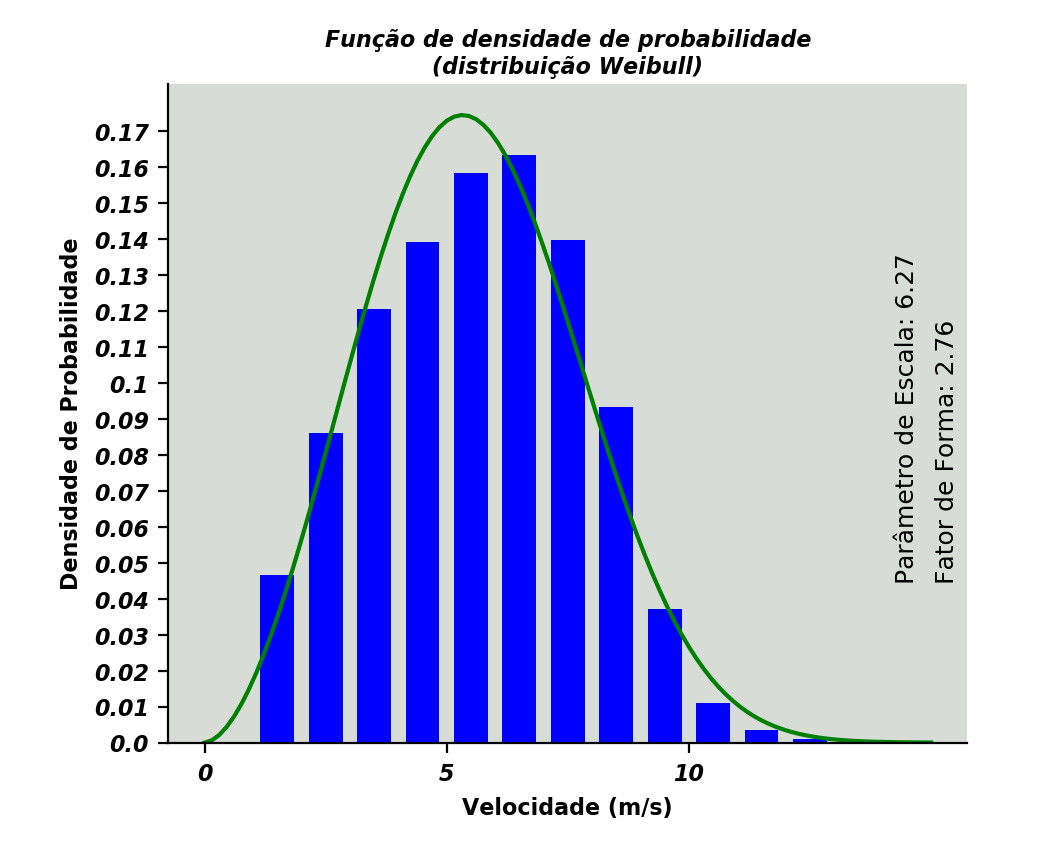 Função de densidade de probabilidade
(distribuição Weibull)
Densidade de Probabilidade
0.17
0.16
0.15
0.14
0.13
0.12
0.11
0.1
0.09
0.08
0.07
0.06
0.05
0.04
0.03
0.02
0.01
0.0
0 5 10
Velocidade (m/s)
Parâmetro de Escala: 6.27
Fator de Forma: 2.76